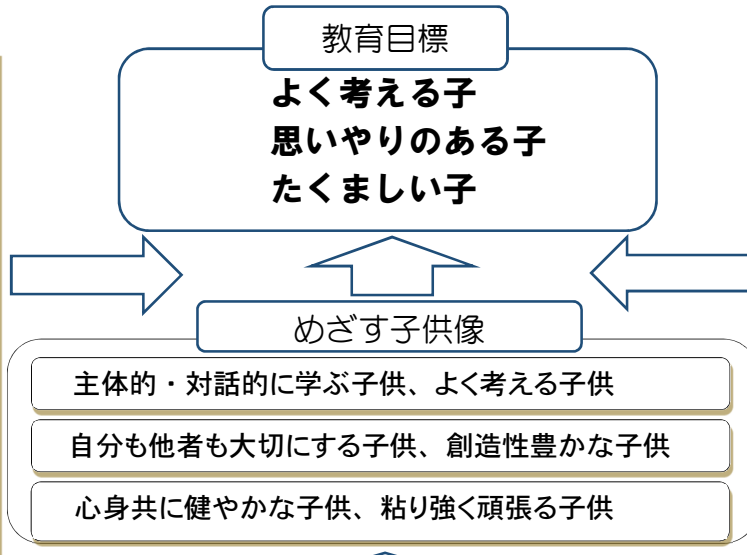 教育目標
よく考える子
思いやりのある子
たくましい子
めざす子供像
主体的・対話的に学ぶ子供、よく考える子供
自分も他者も大切にする子供、創造性豊かな子供
心身共に健やかな子供、粘り強く頑張る子供